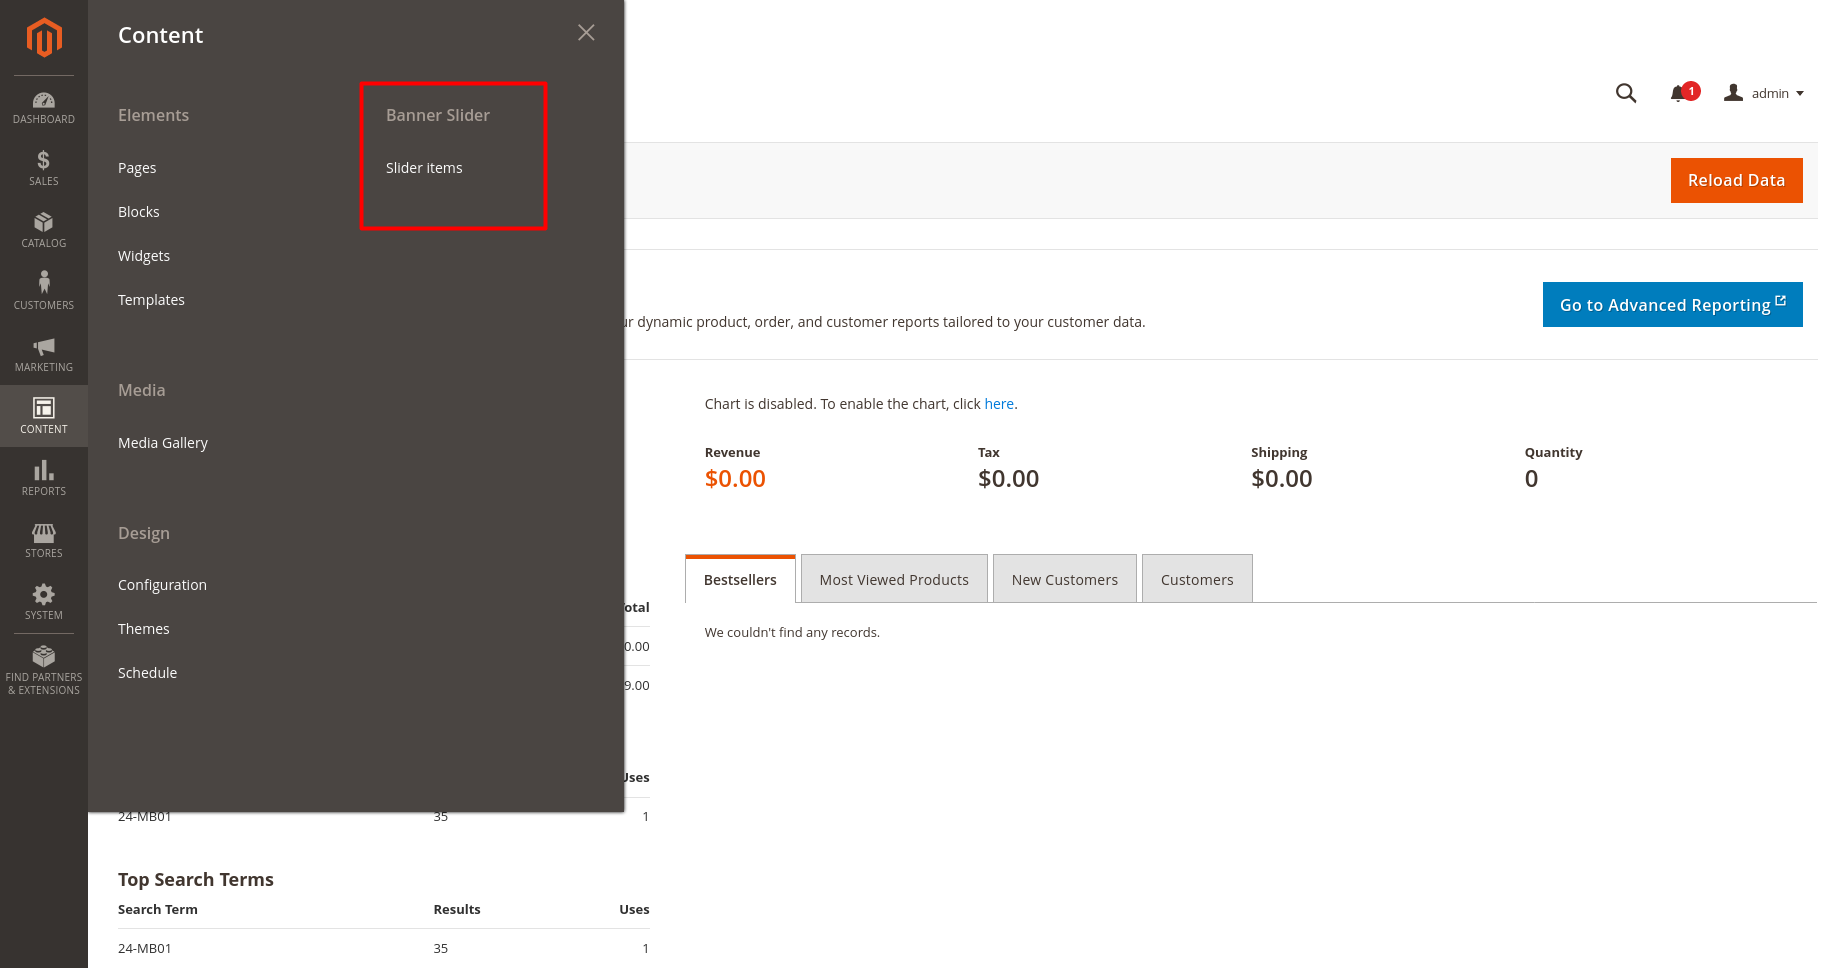 DASHBOARD
SALES
CATALOG
CUSTOMERS
MARKETING
CONTENT
REPORTS
STORES
SYSTEM
FIND PARTNERS
& EXTENSIONS
Content
Elements
Pages
Blocks
Widgets
Templates
Media
Media Gallery
Design
Configuration
Themes
Schedule
Banner Slider
Slider items
1
admin
Reload Data
dynamic product, order, and customer reports tailored to your customer data.
Go to Advanced Reporting
Chart is disabled. To enable the chart, click here.
Revenue Tax Shipping Quantity
$0.00 $0.00 $0.00 0
Bestsellers Most Viewed Products New Customers Customers
We couldn't find any records.
otal
0.00
9.00
Uses
24-MB01 35 1
Top Search Terms
Search Term Results Uses
24-MB01 35 1